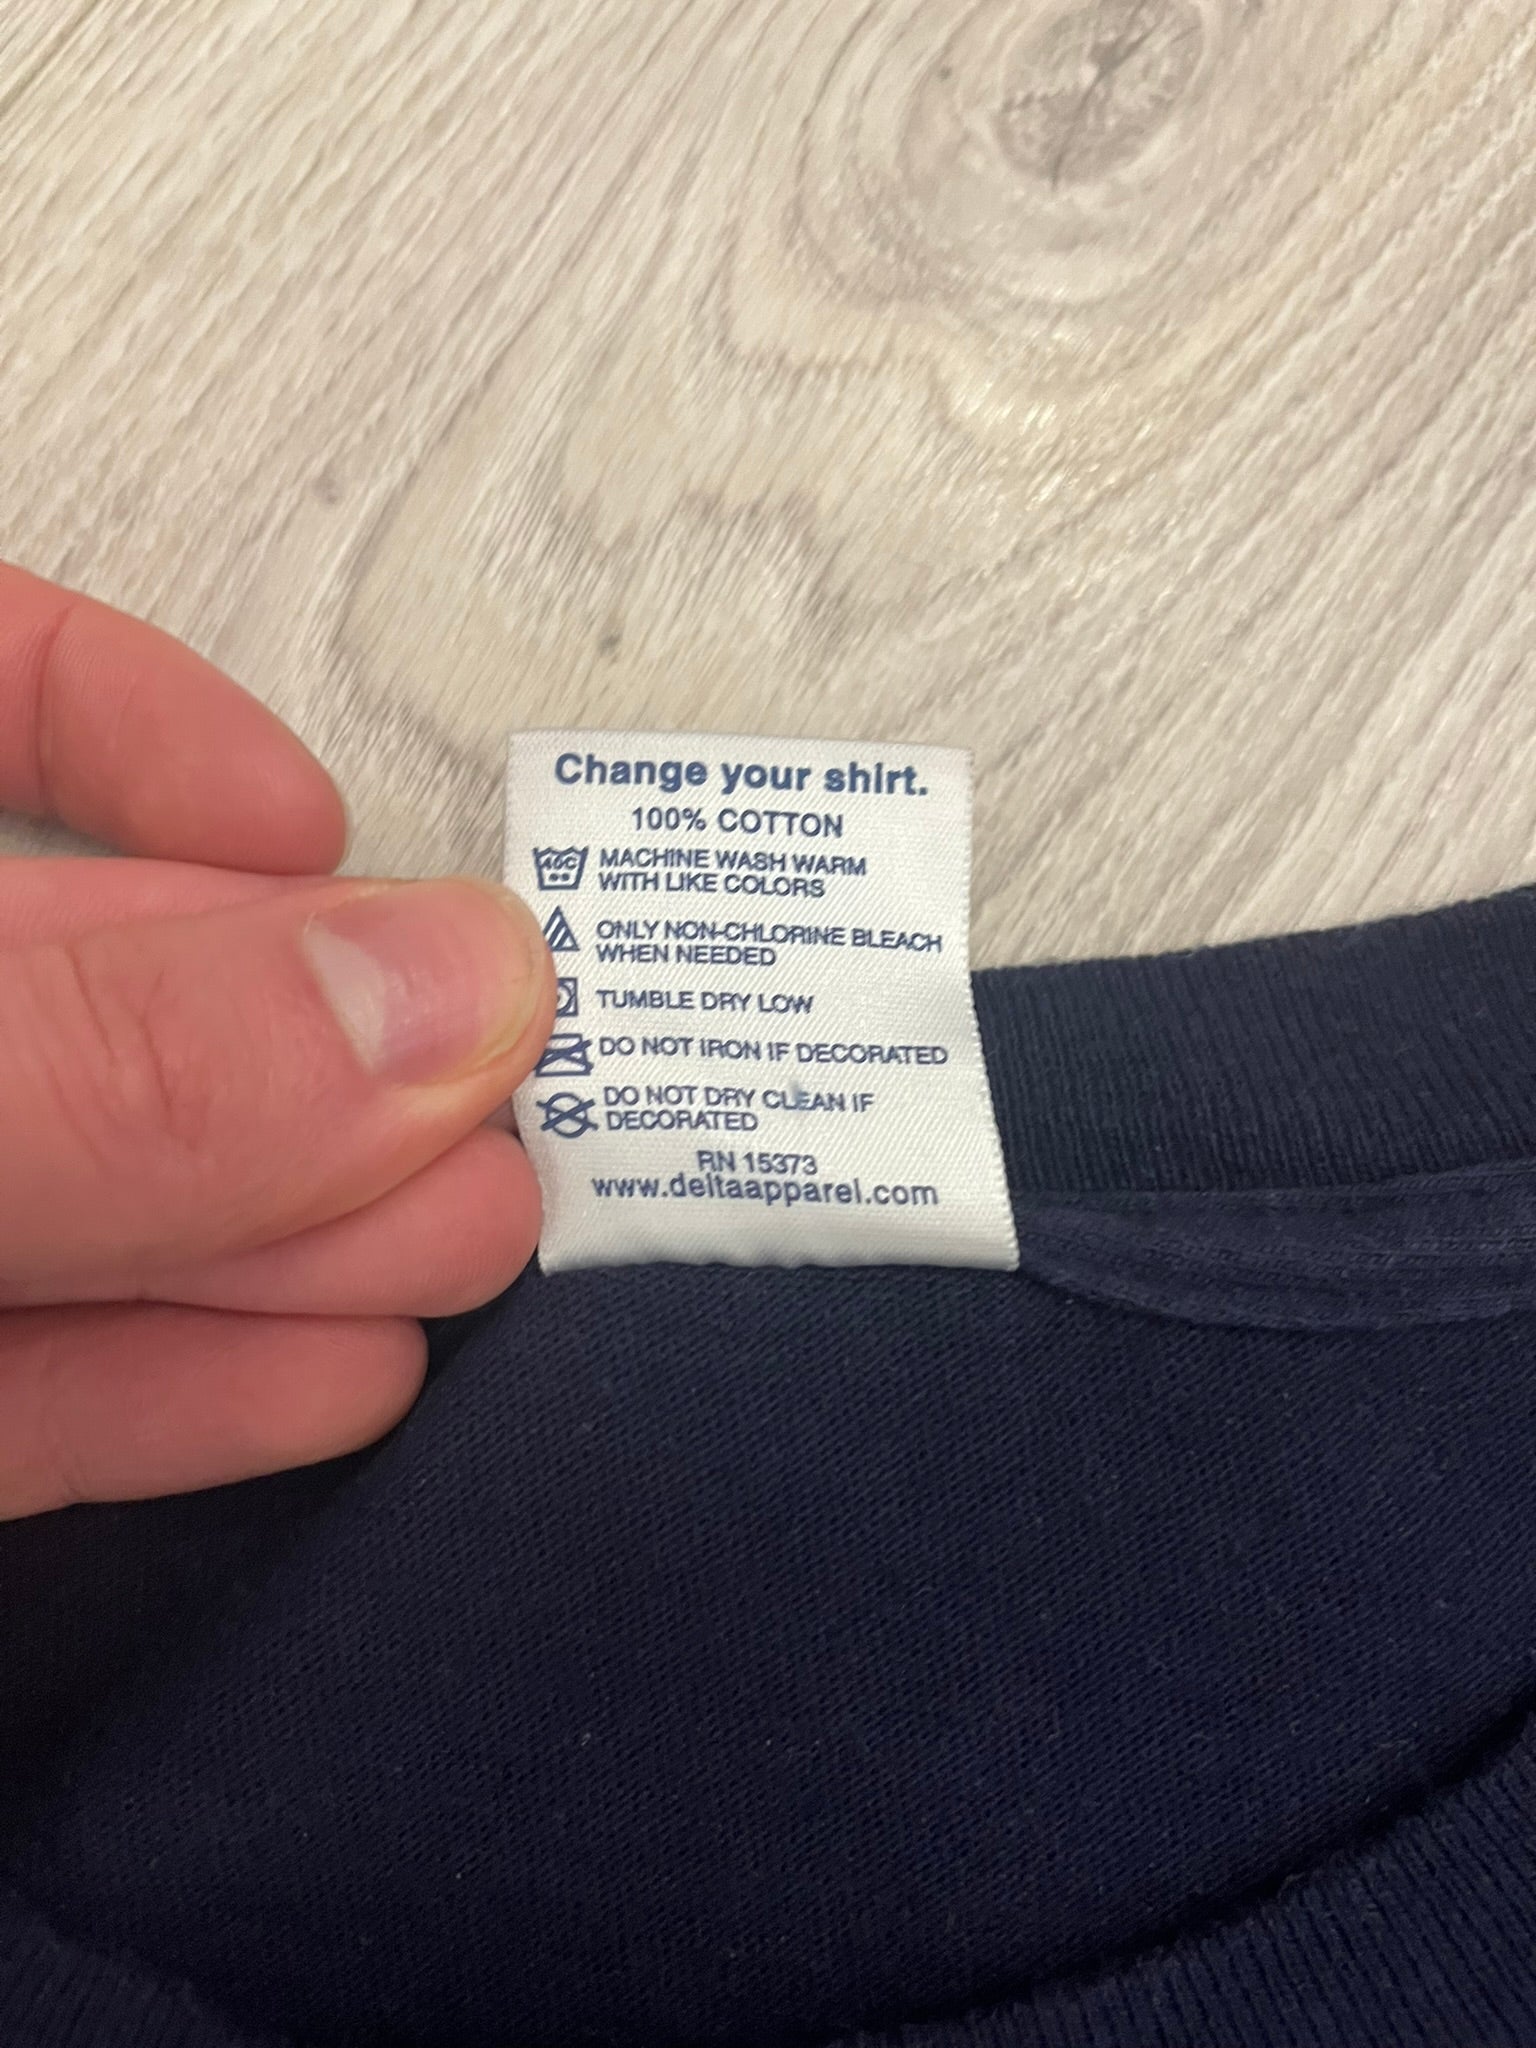 Change your shirt.
100% COTTON
40C
MACHINE WASH WARM
WITH LIKE COLORS
ONLY NON-CHLORINE BLEACH
WHEN NEEDED
TUMBLE DRY LOW
DO NOT IRON IF DECORATED
DO NOT DRY CLEAN IF
DECORATED
RN 15373
www.deltaapparel.com